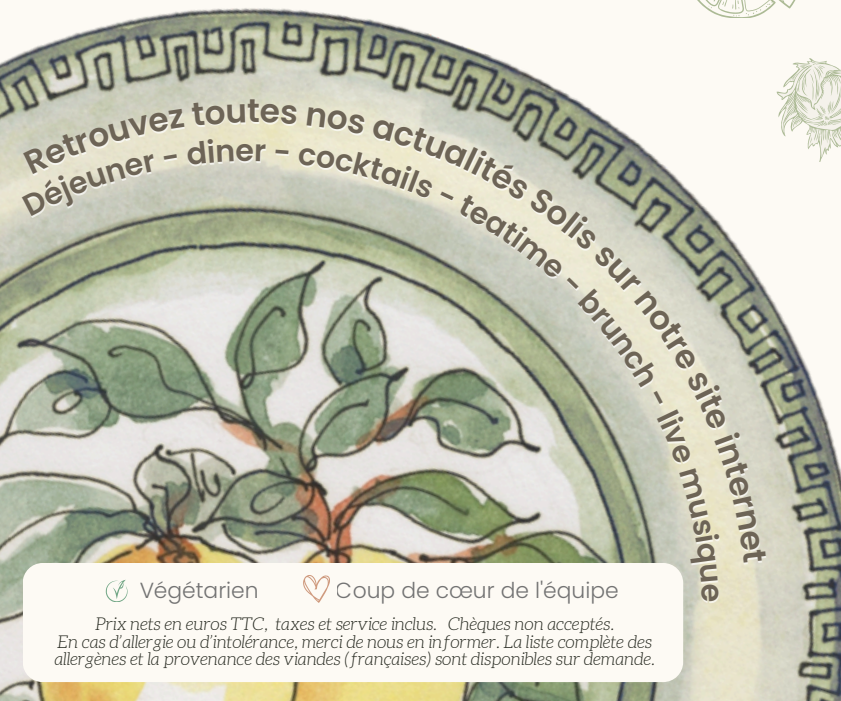 Retrouvez toutes nos actualités Solis sur notre site internet
Déjeuner - diner - cocktails - teatime - brunch - live musique
Végétarien
Coup de cœur de l'équipe
Prix nets en euros TTC, taxes et service inclus. Chèques non acceptés.
En cas d'allergie ou d'intolérance, merci de nous en informer. La liste complète des
allergènes et la provenance des viandes (françaises) sont disponibles sur demande.